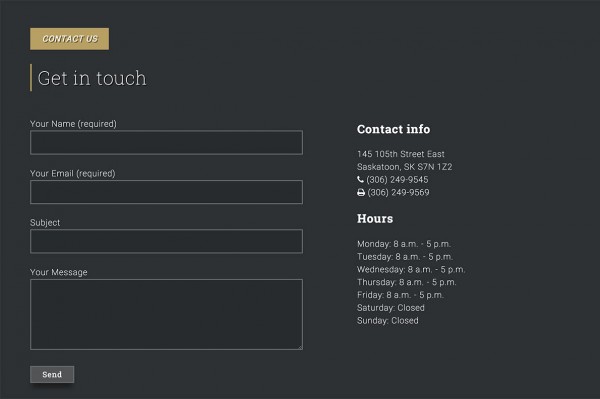 CONTACT US
Get in touch
Your Name (required)
Your Email (required)
Subject
Your Message
Send
Contact info
145 105th Street East
Saskatoon, SK S7N 1Z2
(306) 249-9545
(306) 249-9569
Hours
Monday: 8 a.m. - 5 p.m.
Tuesday: 8 a.m. - 5 p.m.
Wednesday: 8 a.m. - 5 p.m.
Thursday: 8 a.m. - 5 p.m.
Friday: 8 a.m. - 5 p.m.
Saturday: Closed
Sunday: Closed